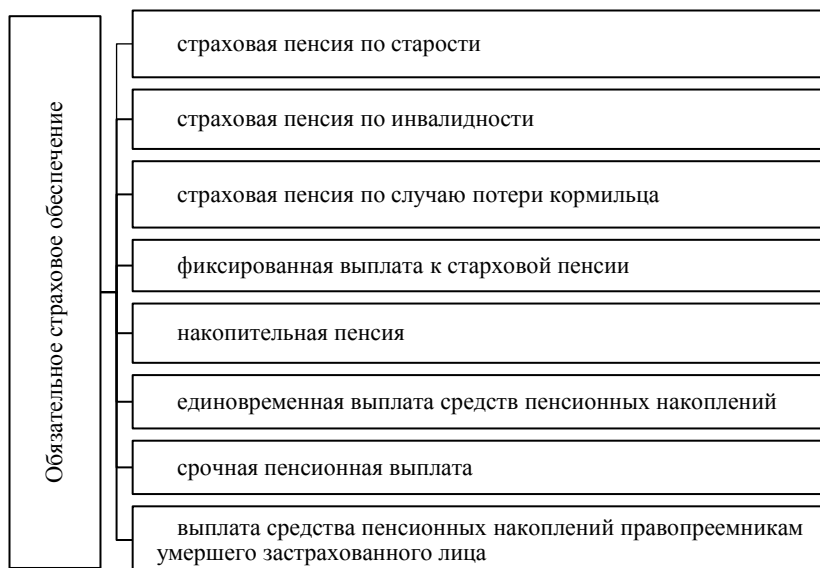 Обязательное страховое обеспечение
страховая пенсия по старости
страховая пенсия по инвалидности
страховая пенсия по случаю потери кормильца
фиксированная выплата к старховой пенсии
накопительная пенсия
единовременная выплата средств пенсионных накоплений
срочная пенсионная выплата
выплата средства пенсионных накоплений правопреемникам
умершего застрахованного лица